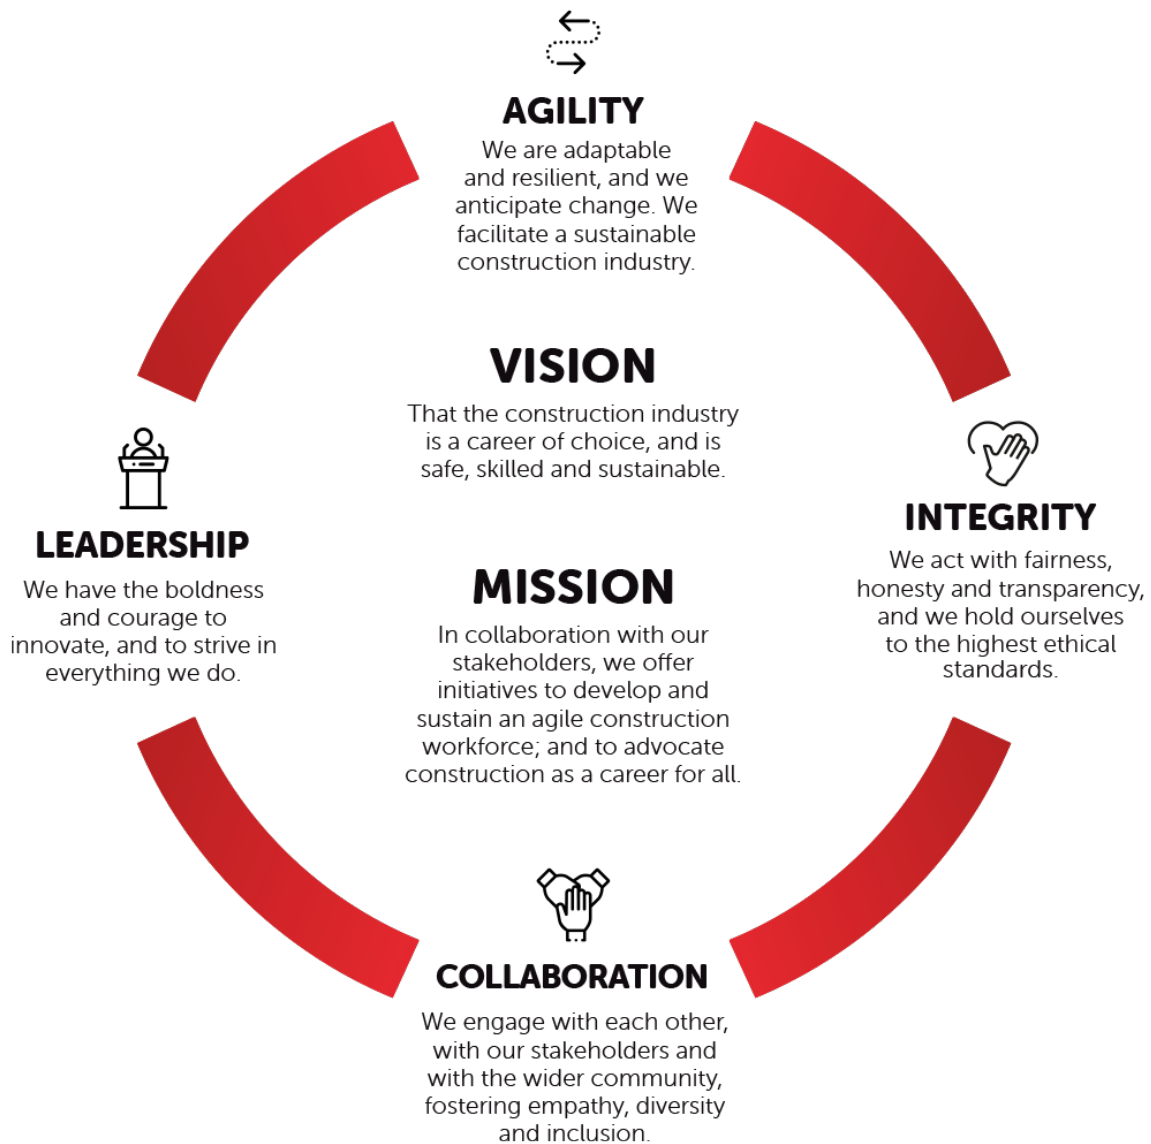 AGILITY
We are adaptable
and resilient, and we
anticipate change. We
facilitate a sustainable
construction industry.
VISION
That the construction industry
is a career of choice, and is
safe, skilled and sustainable.
LEADERSHIP
We have the boldness
and courage to
innovate, and to strive in
everything we do.
MISSION
In collaboration with our
stakeholders, we offer
initiatives to develop and
sustain an agile construction
workforce; and to advocate
construction as a career for all.
INTEGRITY
We act with fairness,
honesty and transparency,
and we hold ourselves
to the highest ethical
standards.
COLLABORATION
We engage with each other,
with our stakeholders and
with the wider community,
fostering empathy, diversity
and inclusion.